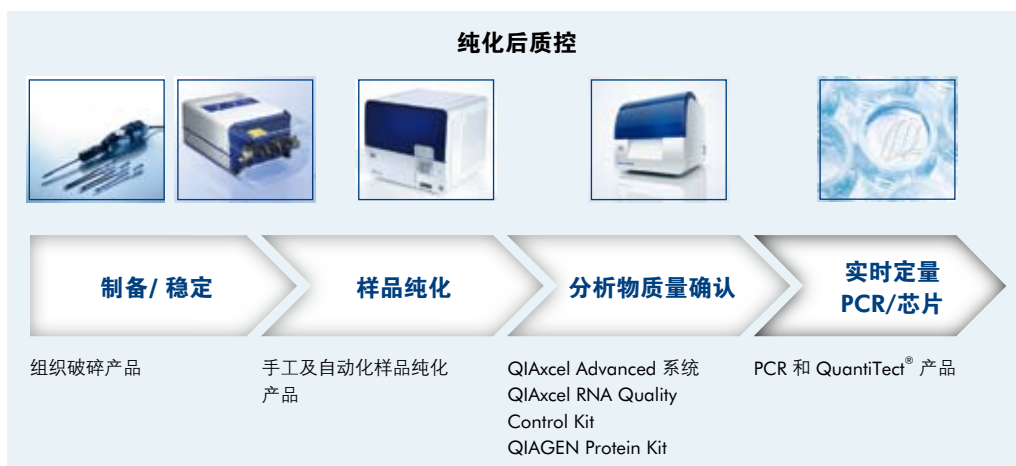 纯化后质控
制备/ 稳定
样品纯化
分析物质量确认
实时定量
PCR/芯片
组织破碎产品
手工及自动化样品纯化
产品
QIAxcel Advanced 系统
QIAxcel RNA Quality
Control Kit
QIAGEN Protein Kit
PCR 和 QuantiTect® 产品